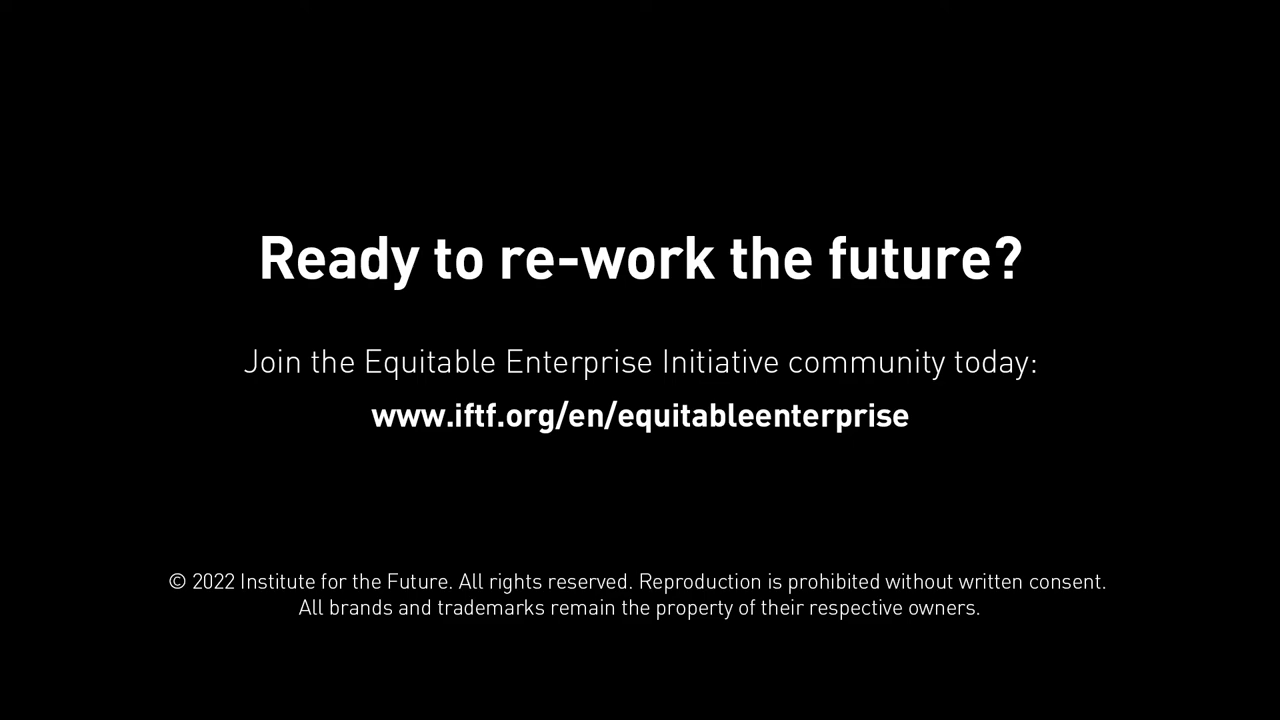 Ready to re-work the future?
Join the Equitable Enterprise Initiative community today:
www.iftf.org/en/equitableenterprise
© 2022 Institute for the Future. All rights reserved. Reproduction is prohibited without written consent.
All brands and trademarks remain the property of their respective owners.